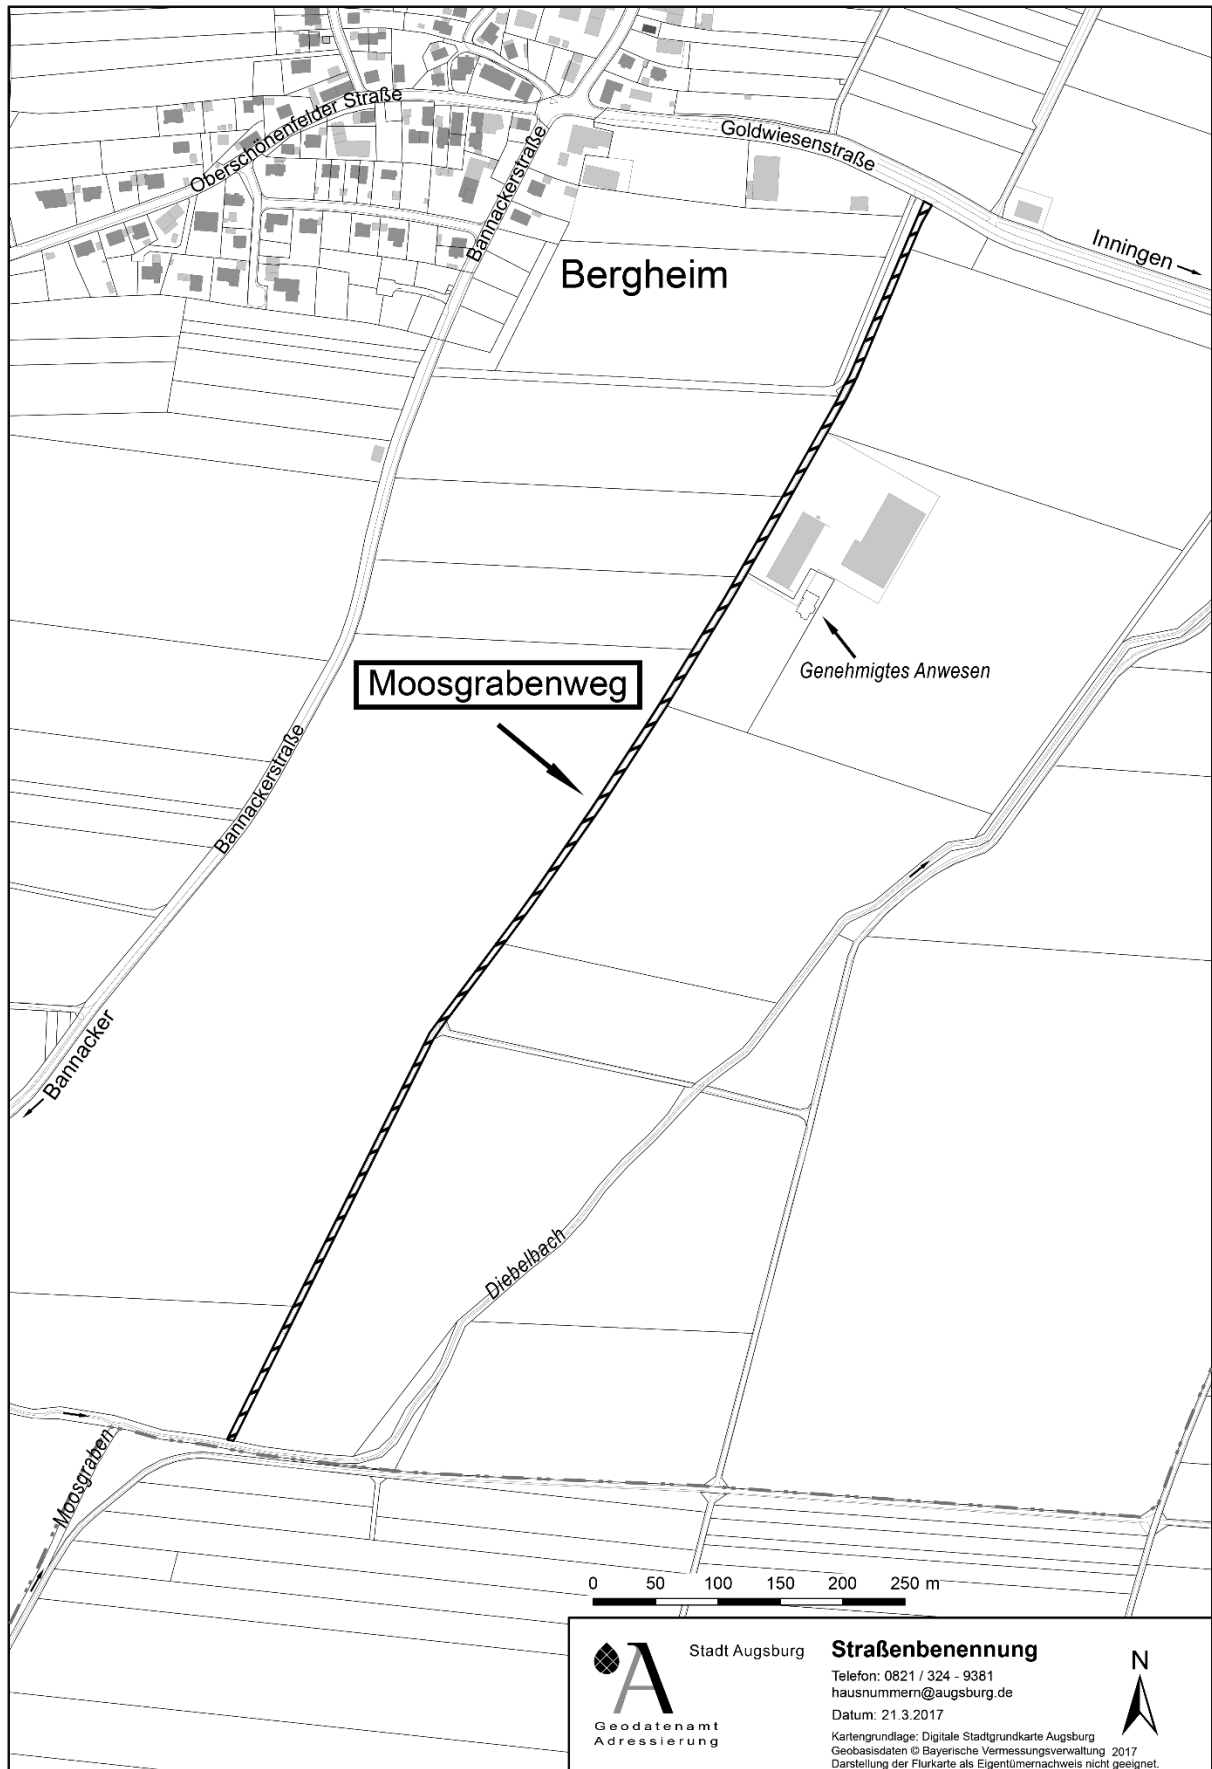 Oberschönenfelder Straße
Bannackerstraße
Goldwiesenstraße
Inningen
Bergheim
Genehmigtes Anwesen
Moosgrabenweg
Bannackerstraße
Bannacker
Diebelbach
Moosgraben
0 50 100 150 200 250 m
Stadt Augsburg
Geodatenamt
Adressierung
Straßenbenennung
Telefon: 0821 / 324 - 9381
hausnummern@augsburg.de
Datum: 21.3.2017
Kartengrundlage: Digitale Stadtgrundkarte Augsburg
Geobasisdaten © Bayerische Vermessungsverwaltung 2017
Darstellung der Flurkarte als Eigentümernachweis nicht geeignet.
N